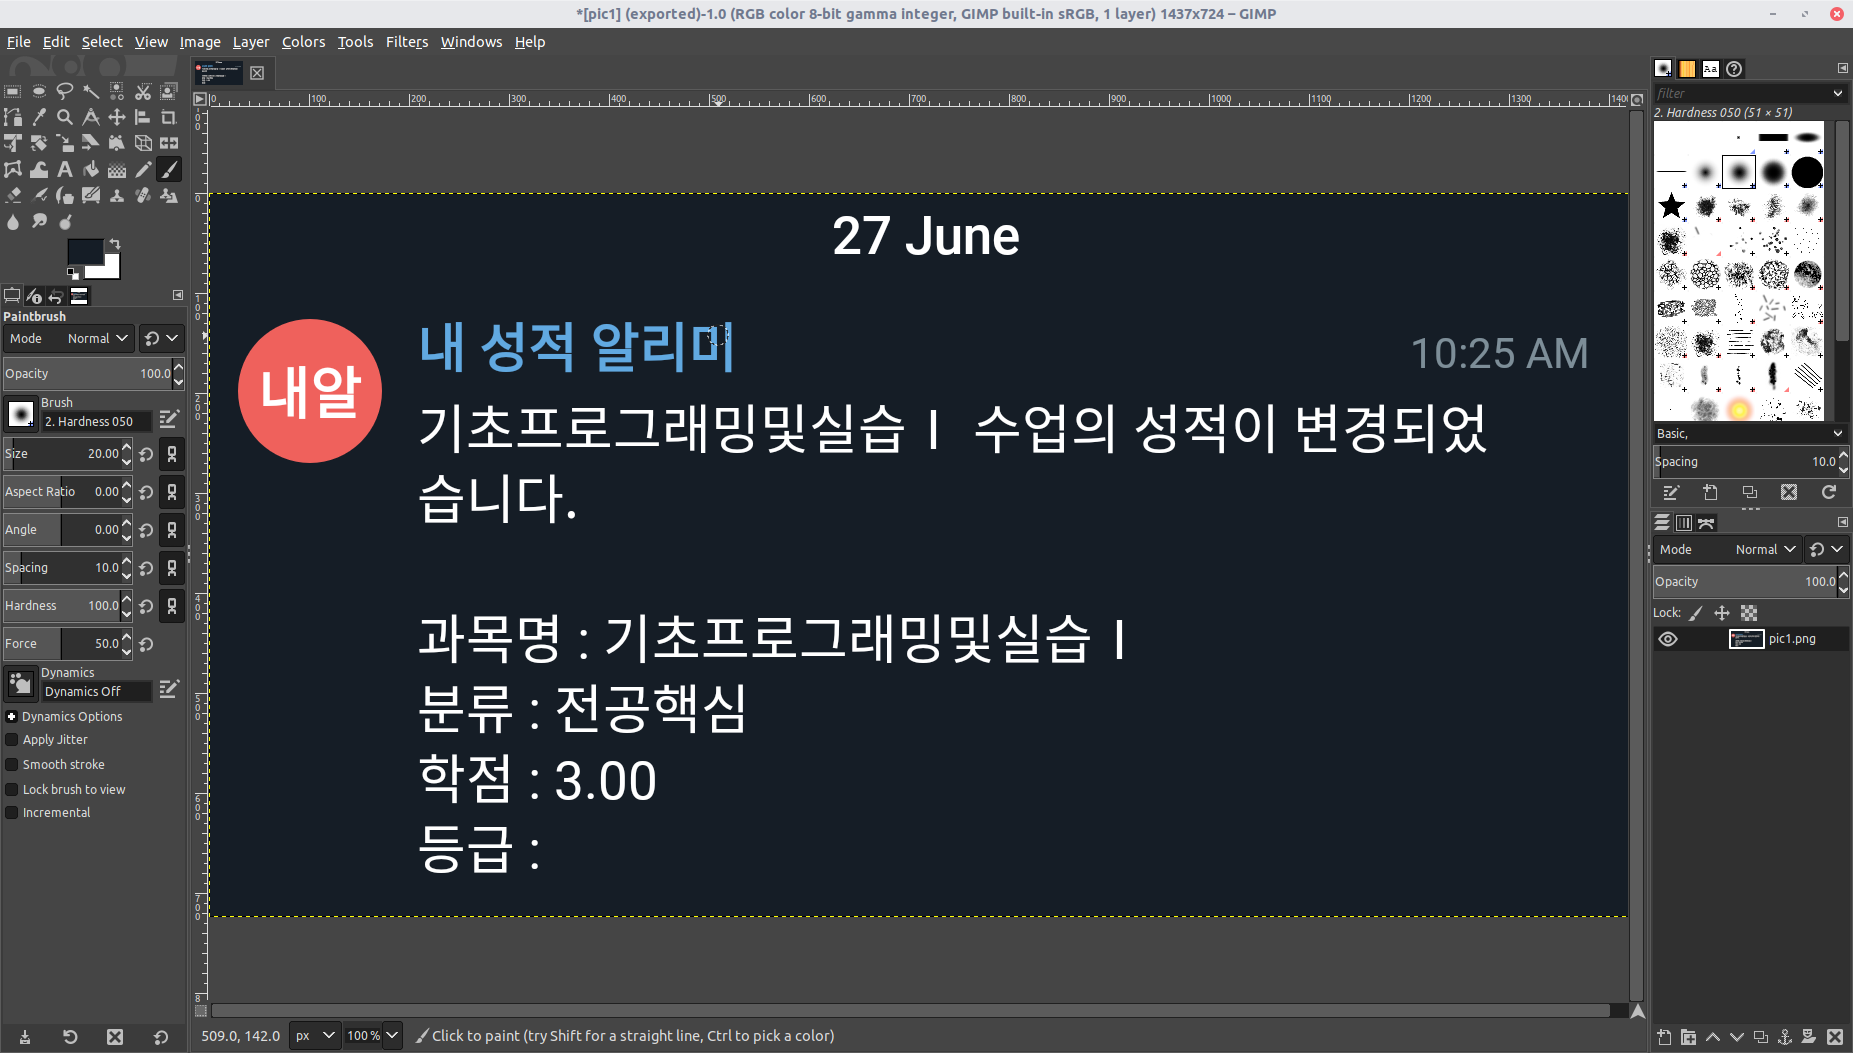 *[pic1] (exported)-1.0 (RGB color 8-bit gamma integer, GIMP built-in sRGB, 1 layer) 1437x724 – GIMP
File Edit Select View Image Layer Colors Tools Filters Windows Help
0 100 200 300 400 500 600 700 800 900 1000 1100 1200 1300
27 June
내 성적 알리미
10:25 AM
내알
기초프로그래밍및실습 I 수업의 성적이 변경되었
습니다.
과목명 : 기초프로그래밍및실습 I
분류 : 전공핵심
학점 : 3.00
등급 :
Paintbrush
Mode Normal
Opacity 100.0
Brush
2. Hardness 050
Size 20.00
Aspect Ratio 0.00
Angle 0.00
Spacing 10.0
Hardness 100.0
Force 50.0
Dynamics
Dynamics Off
Dynamics Options
Apply Jitter
Smooth stroke
Lock brush to view
Incremental
509.0, 142.0 px 100 % Click to paint (try Shift for a straight line, Ctrl to pick a color)
Aa
filter
2. Hardness 050 (51 × 51)
Basic,
Spacing 10.0
Mode Normal
Opacity 100.0
Lock:
pic1.png